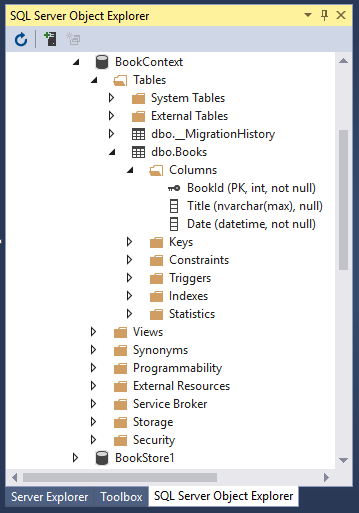 SQL Server Object Explorer
BookContext
Tables
System Tables
External Tables
dbo.__MigrationHistory
dbo.Books
Columns
BookId (PK, int, not null)
Title (nvarchar(max), null)
Date (datetime, not null)
Keys
Constraints
Triggers
Indexes
Statistics
Views
Synonyms
Programmability
External Resources
Service Broker
Storage
Security
BookStore1
Server Explorer Toolbox SQL Server Object Explorer